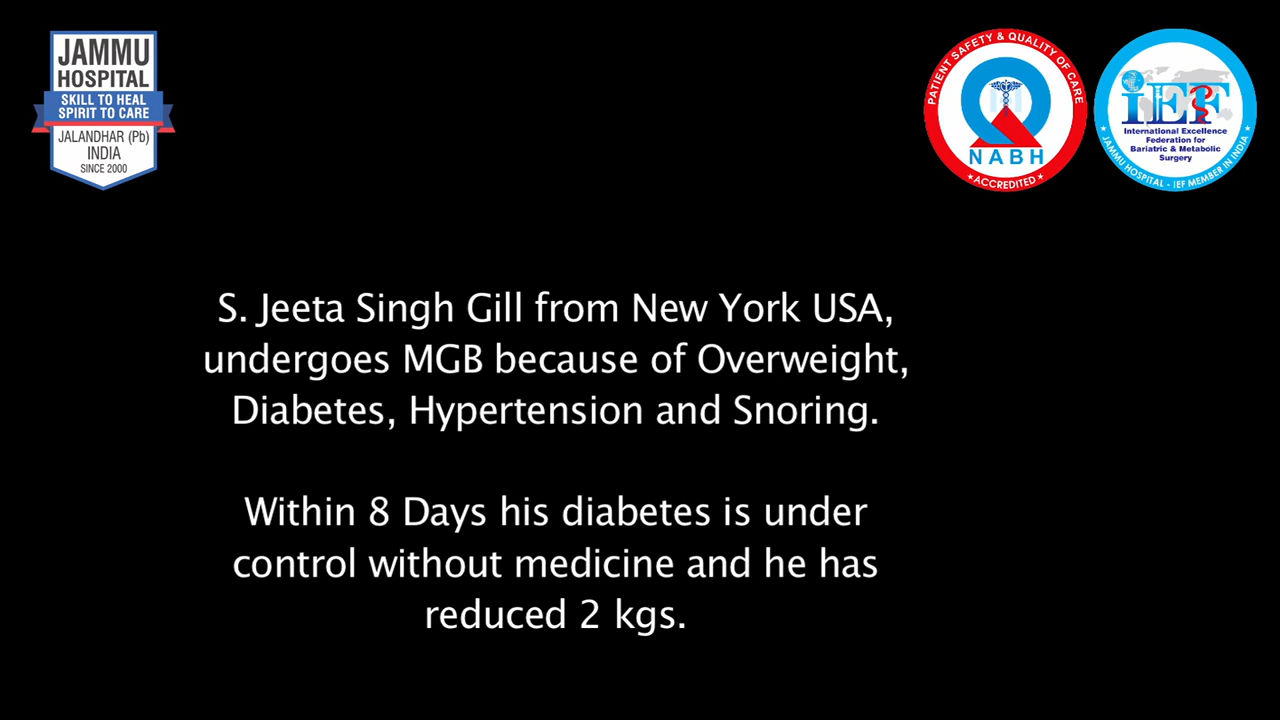 JAMMU
HOSPITAL
SKILL TO HEAL
SPIRIT TO CARE
JALANDHAR (Pb)
INDIA
SINCE 2000
PATIENT SAFETY & QUALITY OF CARE
NABH
ACCREDITED
iEF
International Excellence
Federation for
Bariatric & Metabolic
Surgery
JAMMU HOSPITAL - IEF MEMBER IN INDIA
S. Jeeta Singh Gill from New York USA,
undergoes MGB because of Overweight,
Diabetes, Hypertension and Snoring.
Within 8 Days his diabetes is under
control without medicine and he has
reduced 2 kgs.